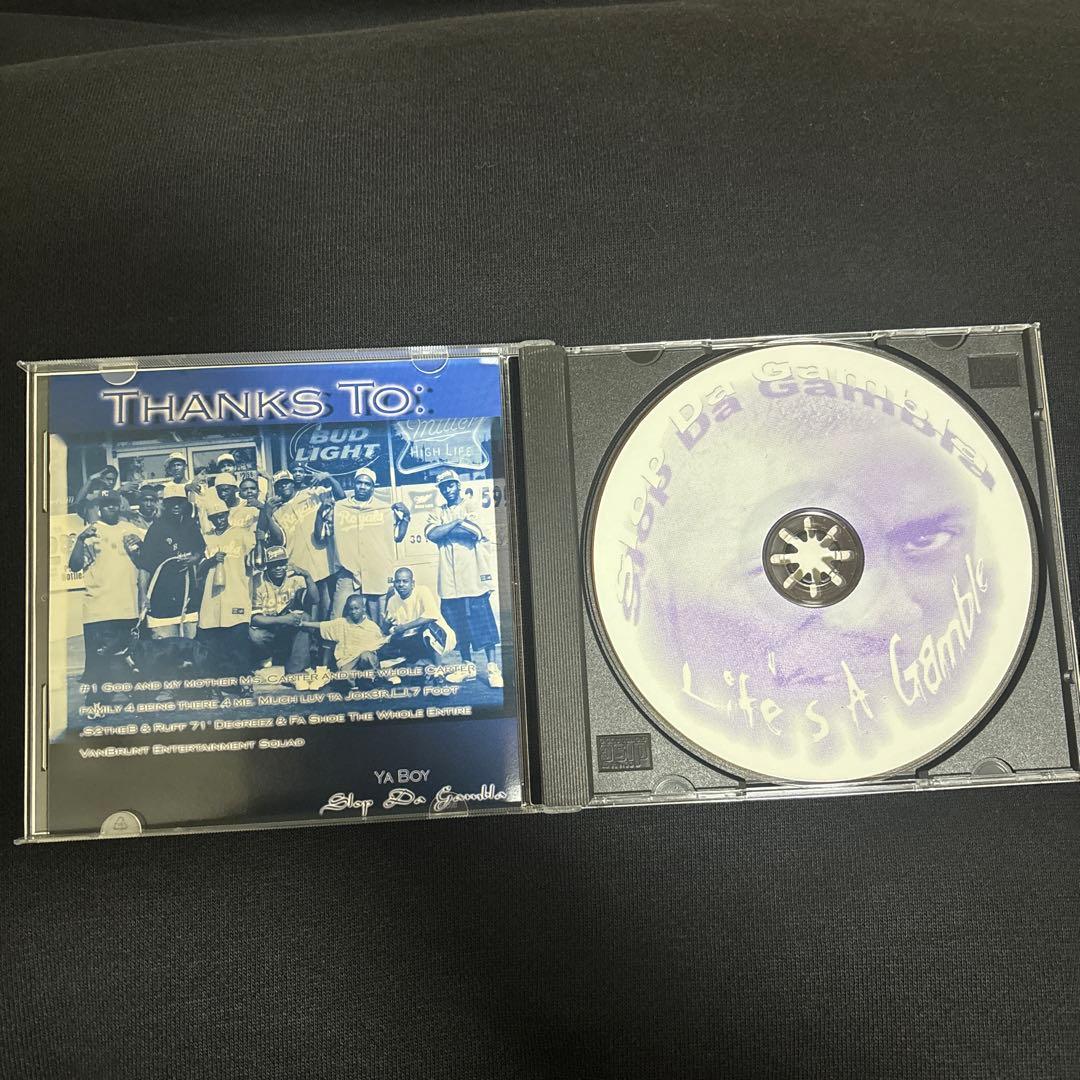 THANKS TO:
BUD
LIGHT
Miller
HIGH LIFE
Royals
Royals
#1 GOD AND MY MOTHER MS. CARTER AND THE WHOLE CARTER
FAMILY 4 BEING THERE 4 ME. MUCH LUV TA JOK3R,L.I.7 FOOT
,S2THEB & RUFF 71' DEGREEZ & FA SHOE THE WHOLE ENTIRE
VANBRUNT ENTERTAINMENT SQUAD
YA BOY
Slop Da Gambla
Slop Da Gambla
Life's A Gamble